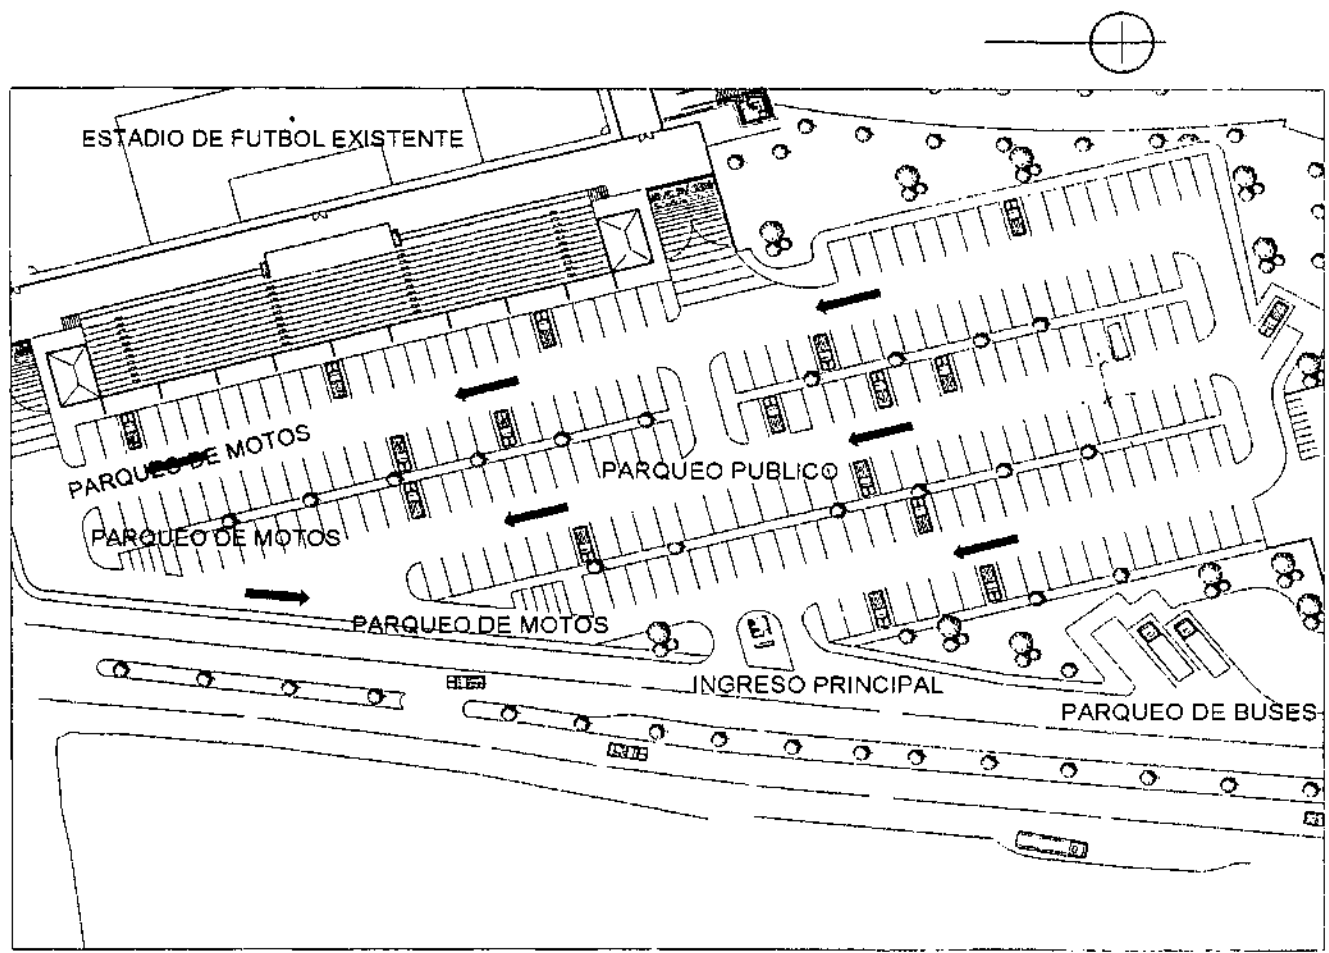 ESTADIO DE FUTBOL EXISTENTE
PARQUEO DE MOTOS
PARQUEO PUBLICO
PARQUEO DE MOTOS
PARQUEO DE MOTOS
INGRESO PRINCIPAL
PARQUEO DE BUSES